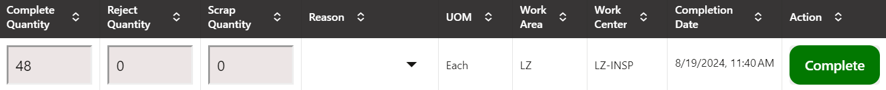 Complete Quantity Reject Quantity Scrap Quantity Reason UOM Work Area Work Center Completion Date Action
48 0 0 Each LZ LZ-INSP 8/19/2024, 11:40 AM Complete